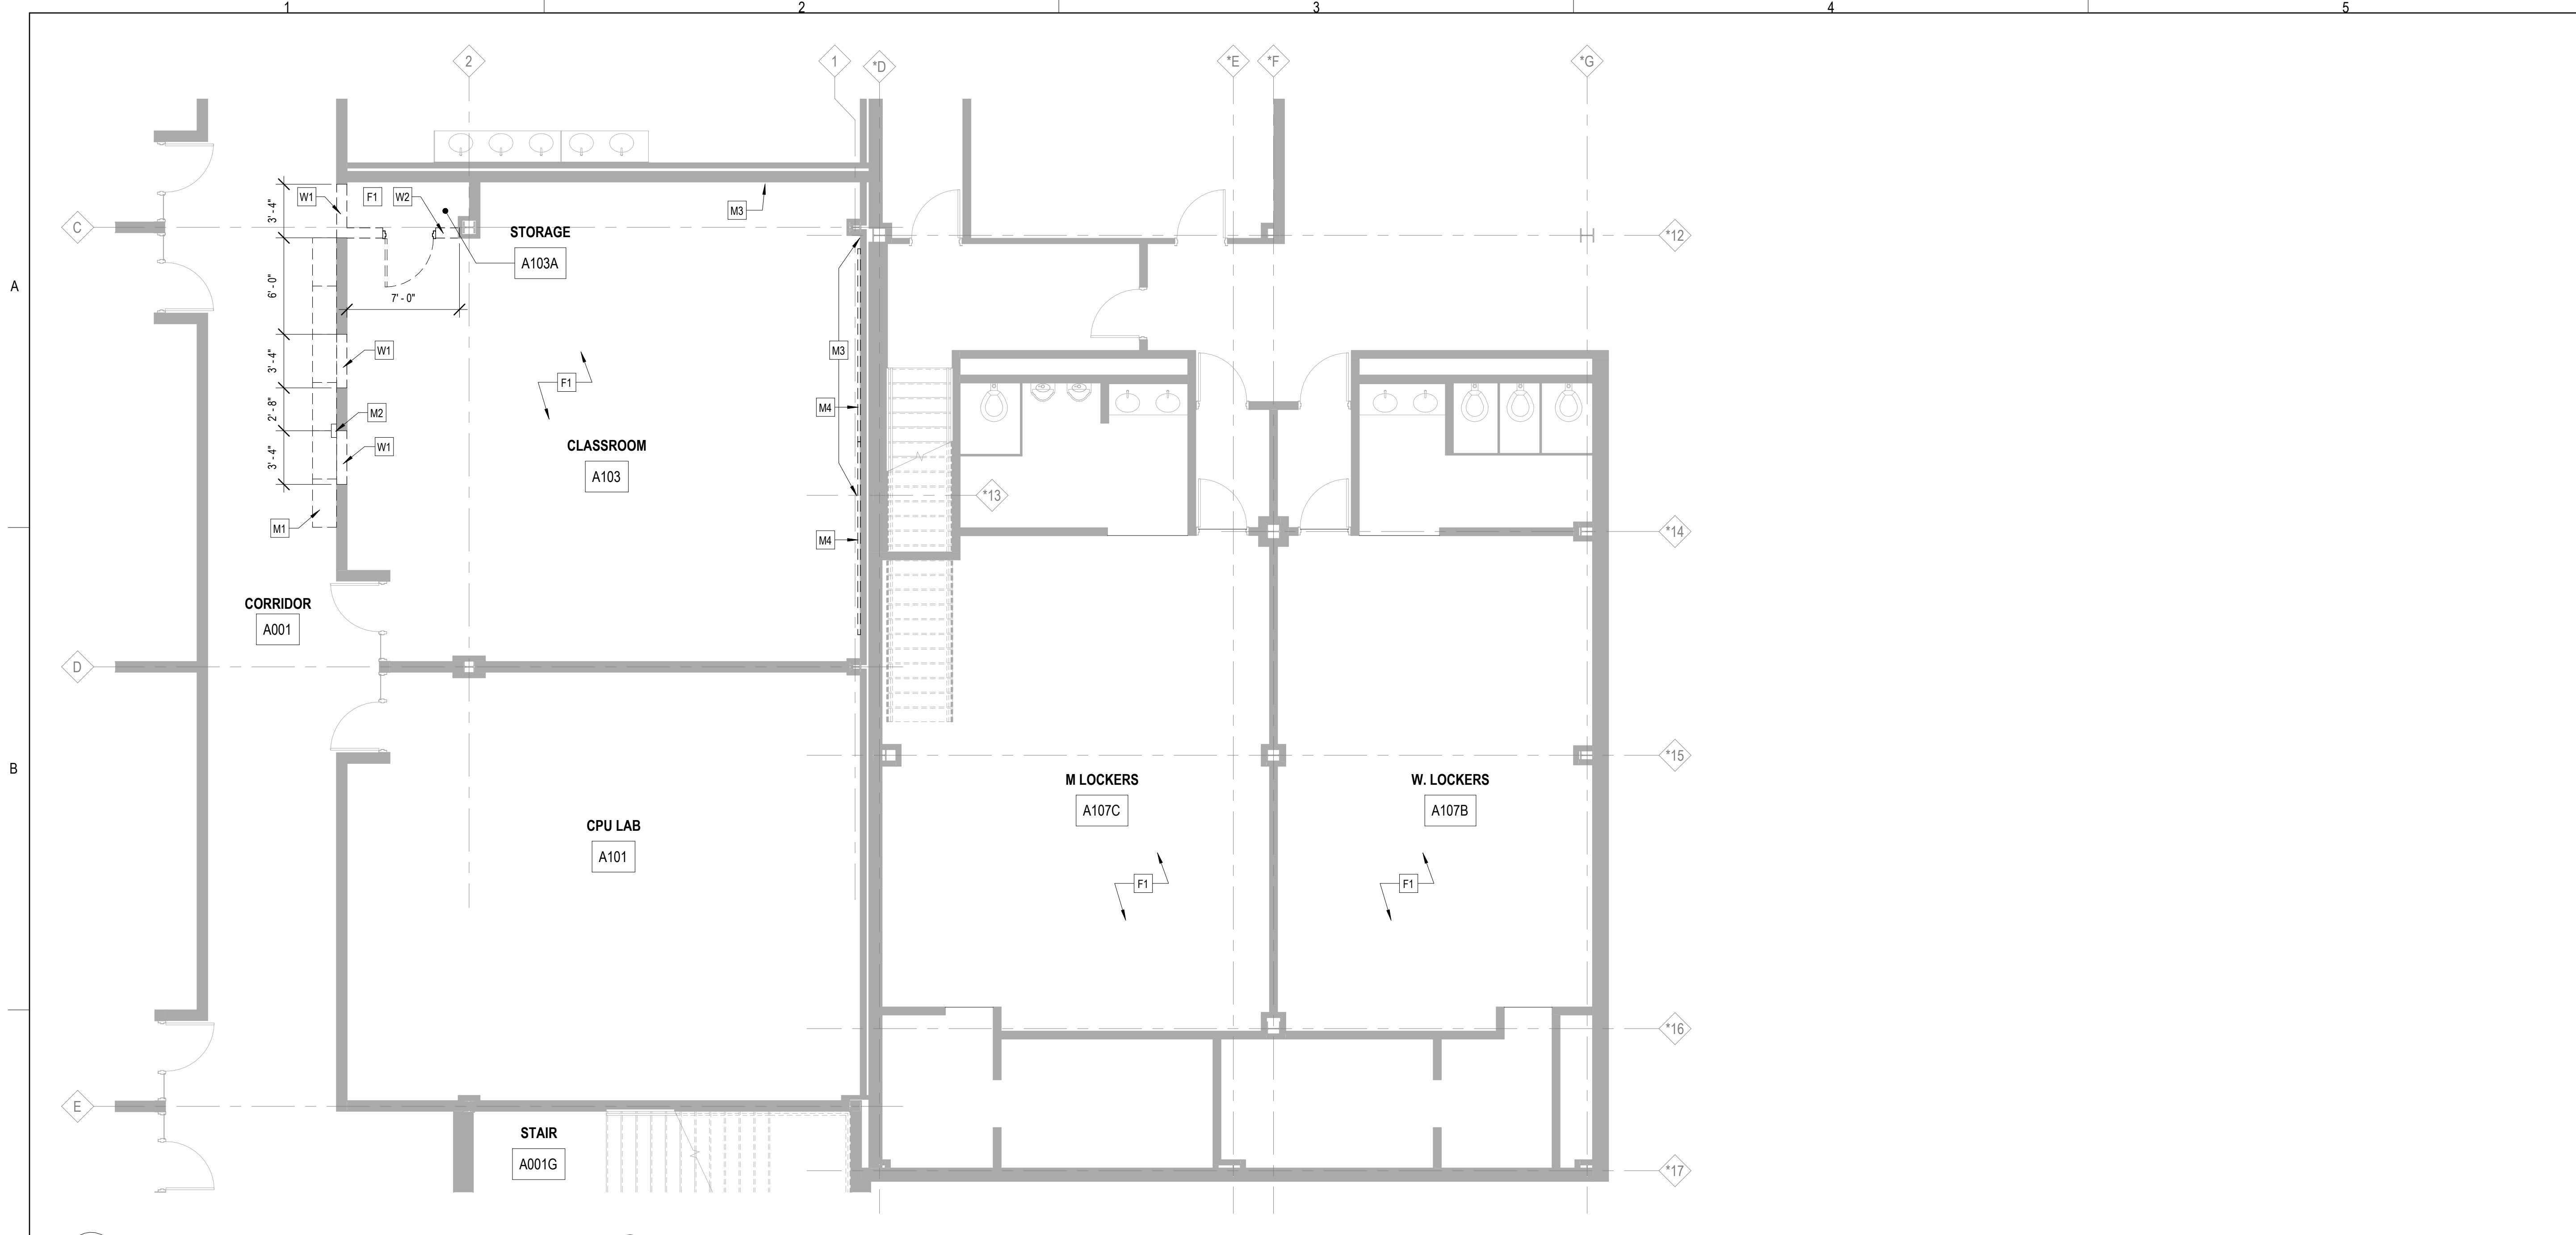 1 2 3 4 5
2 1 *D *E *F *G
W1 F1 W2
3' - 4"
M3
C
STORAGE
*12
A103A
A
6' - 0"
7' - 0"
W1
M3
3' - 4"
F1
M4
2' - 8"
M2
CLASSROOM
W1
3' - 4"
A103
*13
M1
*14
M4
CORRIDOR
A001
D
*15
B
M LOCKERS
W. LOCKERS
A107C
A107B
CPU LAB
A101
F1
F1
*16
E
STAIR
A001G
*17